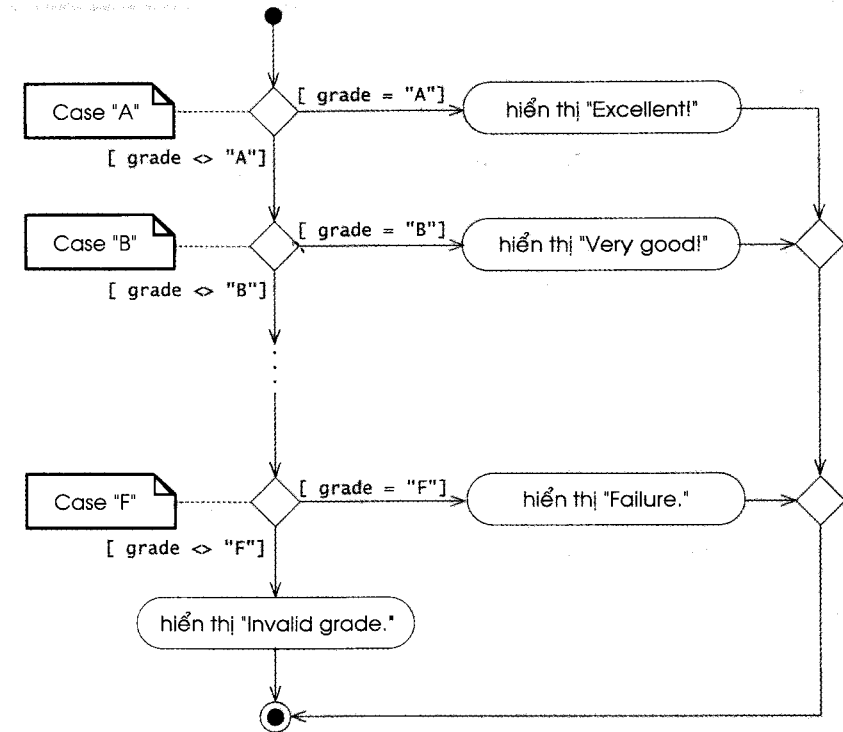 Case "A"
[ grade = "A"]
hiển thị "Excellent!"
[ grade <> "A"]
Case "B"
[ grade = "B"]
hiển thị "Very good!"
[ grade <> "B"]
Case "F"
[ grade = "F"]
hiển thị "Failure."
[ grade <> "F"]
hiển thị "Invalid grade."